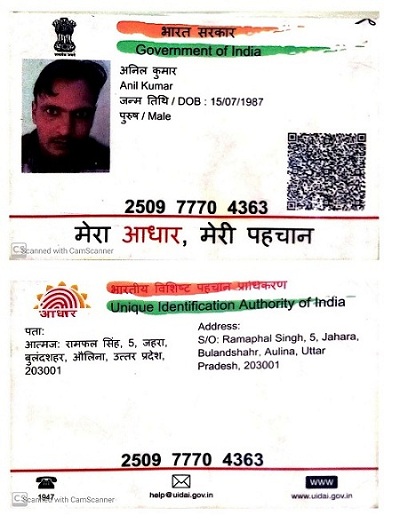 भारत सरकार
Government of India
अनिल कुमार
Anil Kumar
जन्म तिथि / DOB : 15/07/1987
पुरुष / Male
2509 7770 4363
मेरा आधार, मेरी पहचान
CS Scanned with CamScanner
भारतीय विशिष्ट पहचान प्राधिकरण
Unique Identification Authority of India
आधार
पता:
आत्मज: रामफल सिंह, 5, जहरा,
बुलंदशहर, औलिना, उत्तर प्रदेश,
203001
Address:
S/O: Ramaphal Singh, 5, Jahara,
Bulandshahr, Aulina, Uttar
Pradesh, 203001
2509 7770 4363
1947
help@uidai.gov.in
WWW
www.uidai.gov.in
CS Scanned with CamScanner